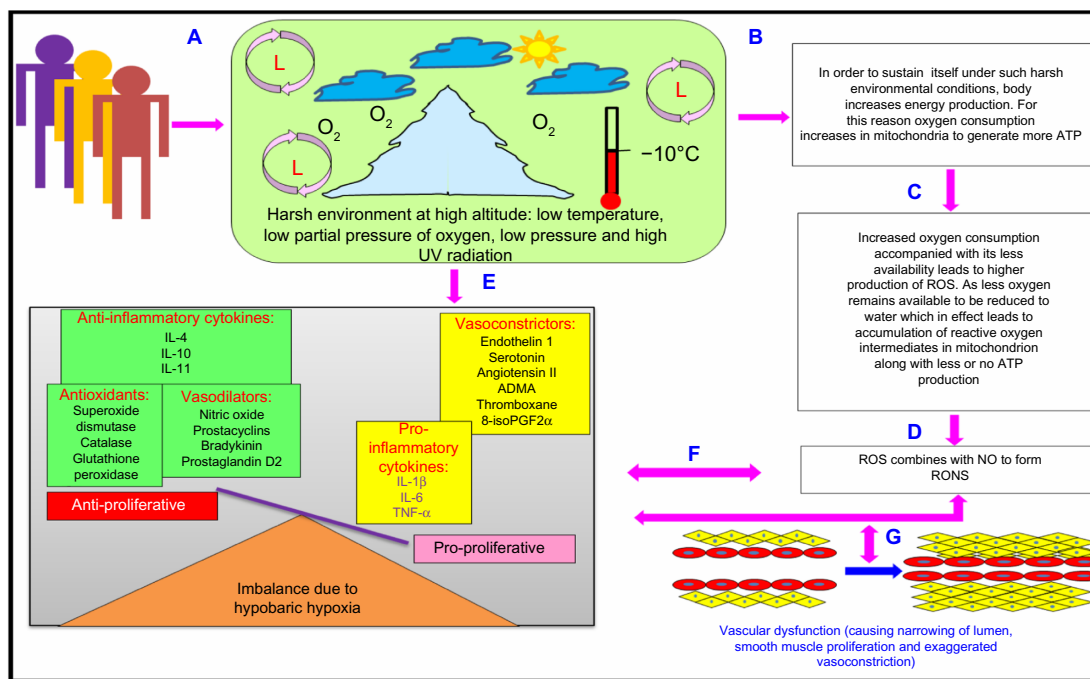 A
B
L
L
L
O2
O2
O2
−10°C
Harsh environment at high altitude: low temperature,
low partial pressure of oxygen, low pressure and high
UV radiation
In order to sustain itself under such harsh
environmental conditions, body
increases energy production. For
this reason oxygen consumption
increases in mitochondria to generate more ATP
C
Increased oxygen consumption
accompanied with its less
availability leads to higher
production of ROS. As less oxygen
remains available to be reduced to
water which in effect leads to
accumulation of reactive oxygen
intermediates in mitochondrion
along with less or no ATP
production
D
ROS combines with NO to form
RONS
E
Anti-inflammatory cytokines:
IL-4
IL-10
IL-11
Antioxidants:
Superoxide
dismutase
Catalase
Glutathione
peroxidase
Vasodilators:
Nitric oxide
Prostacyclins
Bradykinin
Prostaglandin D2
Vasoconstrictors:
Endothelin 1
Serotonin
Angiotensin II
ADMA
Thromboxane
8-isoPGF2α
Pro-
inflammatory
cytokines:
IL-1β
IL-6
TNF-α
Anti-proliferative
Pro-proliferative
Imbalance due to
hypobaric hypoxia
F
G
Vascular dysfunction (causing narrowing of lumen,
smooth muscle proliferation and exaggerated
vasoconstriction)